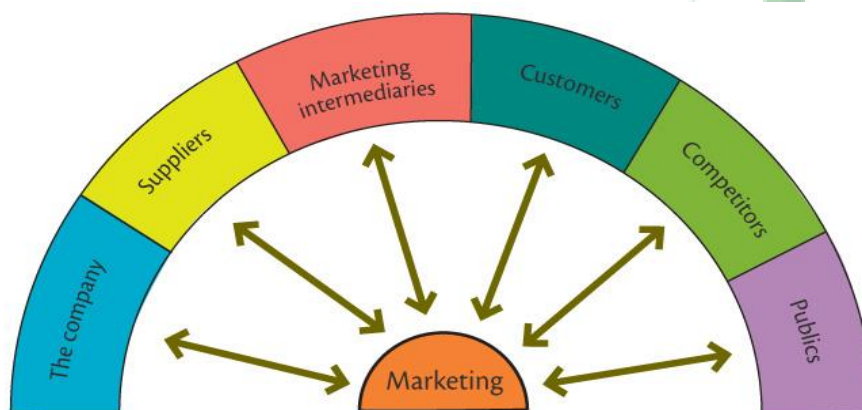 The company
Suppliers
Marketing
intermediaries
Customers
Competitors
Publics
Marketing